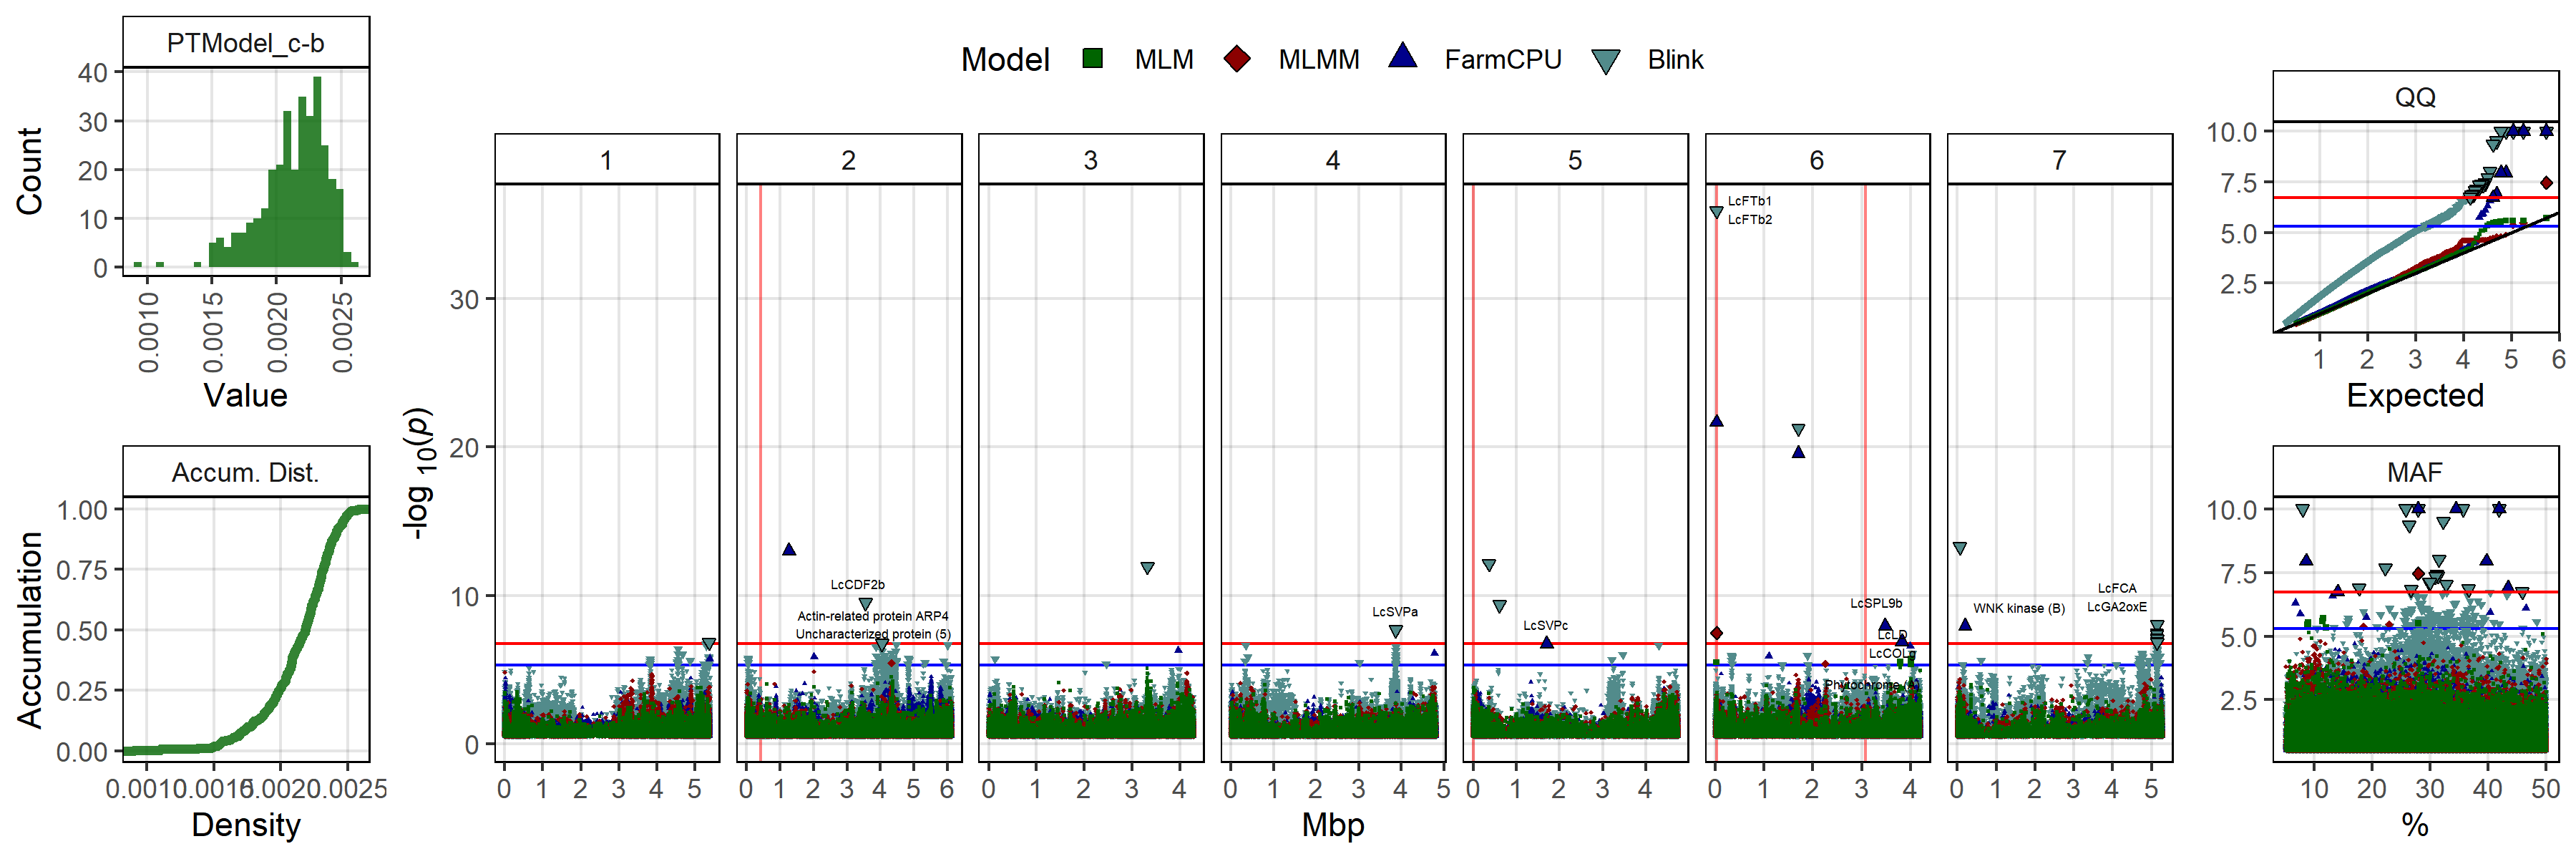 PTModel_c-b
40
30
20
10
0
Count
0.0010
0.0015
0.0020
0.0025
Value
Accum. Dist.
1.00
0.75
0.50
0.25
0.00
Accumulation
0.0010 0.0015 0.0020 0.0025
Density
Model MLM MLMM FarmCPU Blink
1 2 3 4 5 6 7
30
20
10
0
-log 10(p)
LcFTb1
LcFTb2
LcCDF2b
Actin-related protein ARP4
Uncharacterized protein (5)
LcSVPa
LcSVPc
LcSPL9b
WNK kinase (B)
LcFCA
LcGA2oxE
0 1 2 3 4 5
0 1 2 3 4 5 6
0 1 2 3 4
0 1 2 3 4 5
0 1 2 3 4
0 1 2 3 4
0 1 2 3 4 5
Mbp
QQ
10.0
7.5
5.0
2.5
1 2 3 4 5 6
Expected
MAF
10.0
7.5
5.0
2.5
10 20 30 40 50
%